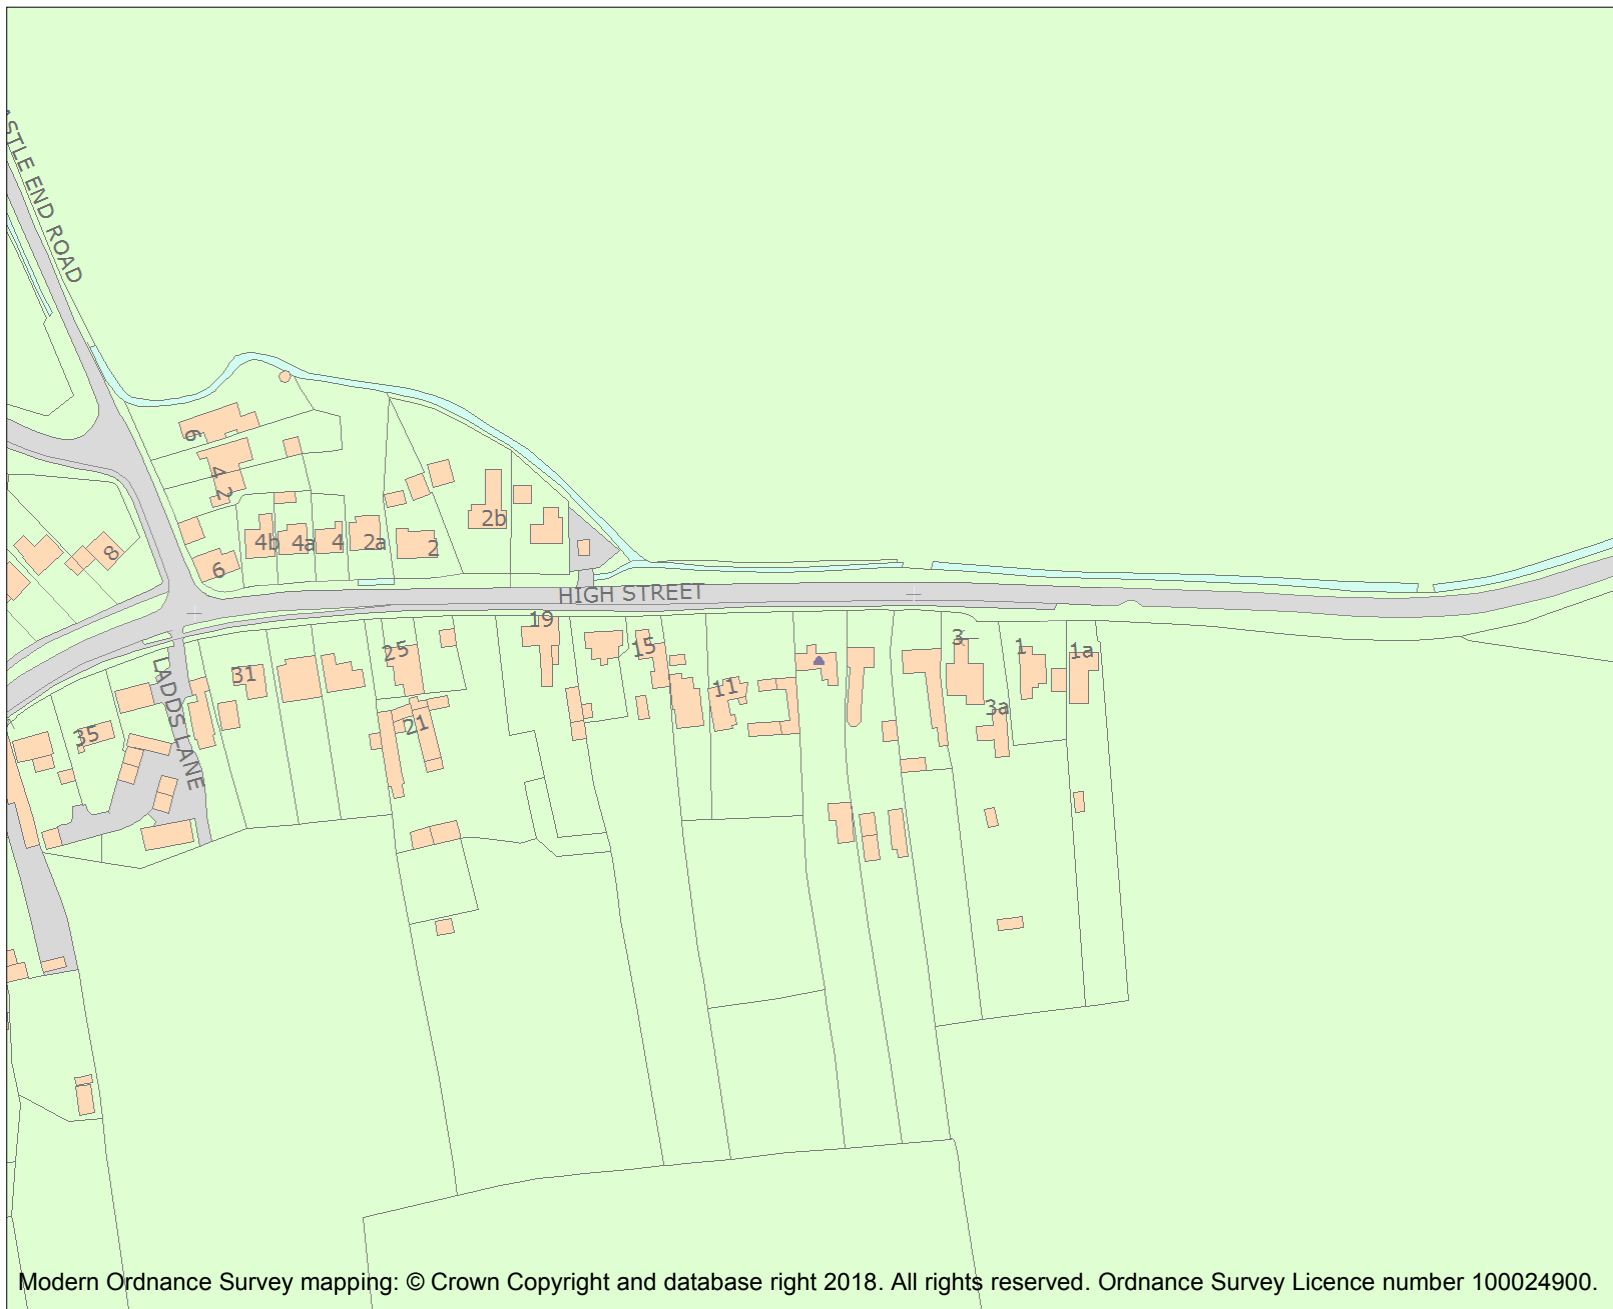 ASTLE END ROAD
6
4
2
8
6
4b
4a
4
2a
2
2b
HIGH STREET
19
25
15
3
1
1a
31
11
3a
21
35
LADDS LANE
Modern Ordnance Survey mapping: © Crown Copyright and database right 2018. All rights reserved. Ordnance Survey Licence number 100024900.